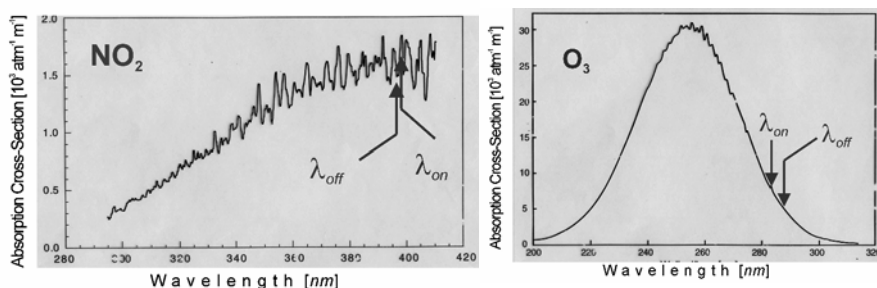 Absorption Cross-Section [10³ atm⁻¹ m⁻¹]
2.0
1.5
1.0
0.5
0.0
NO₂
λoff
λon
280 300 320 340 360 380 400 420
Wavelength [nm]
Absorption Cross-Section [10³ atm⁻¹ m⁻¹]
30
25
20
15
10
5
0
O₃
λon
λoff
200 220 240 260 280 300
Wavelength [nm]